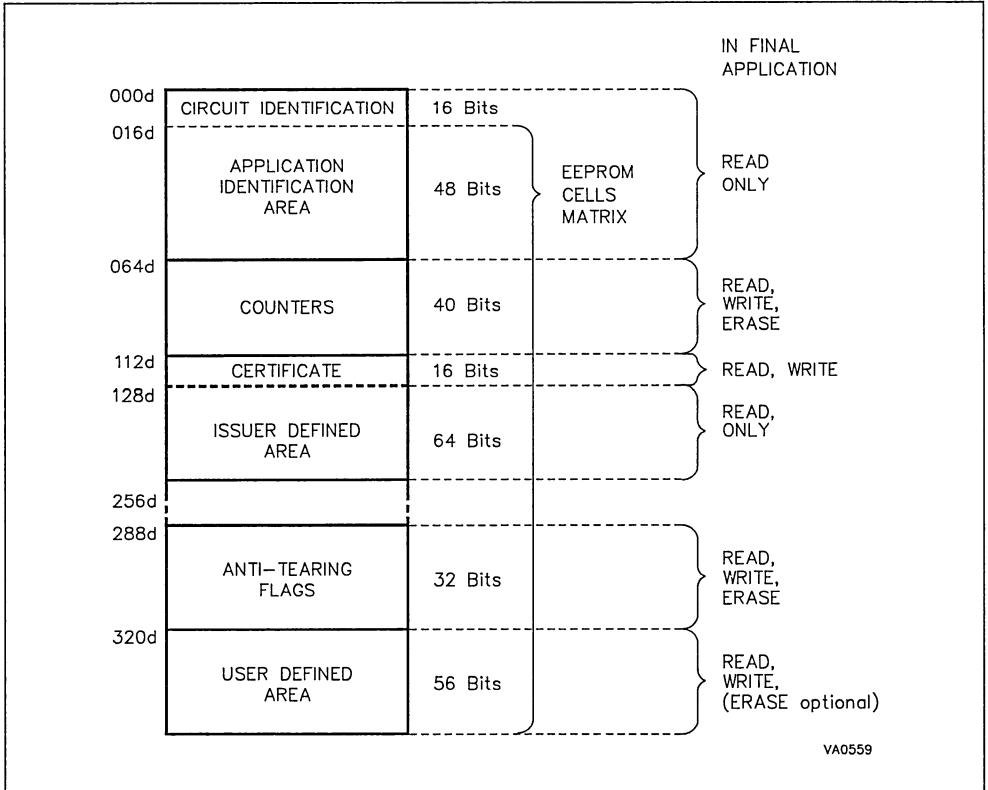 IN FINAL
APPLICATION
000d
CIRCUIT IDENTIFICATION
16 Bits
016d
APPLICATION
IDENTIFICATION
AREA
48 Bits
EEPROM
CELLS
MATRIX
READ
ONLY
064d
COUNTERS
40 Bits
READ,
WRITE,
ERASE
112d
CERTIFICATE
16 Bits
READ, WRITE
128d
ISSUER DEFINED
AREA
64 Bits
READ,
ONLY
256d
288d
ANTI-TEARING
FLAGS
32 Bits
READ,
WRITE,
ERASE
320d
USER DEFINED
AREA
56 Bits
READ,
WRITE,
(ERASE optional)
VA0559